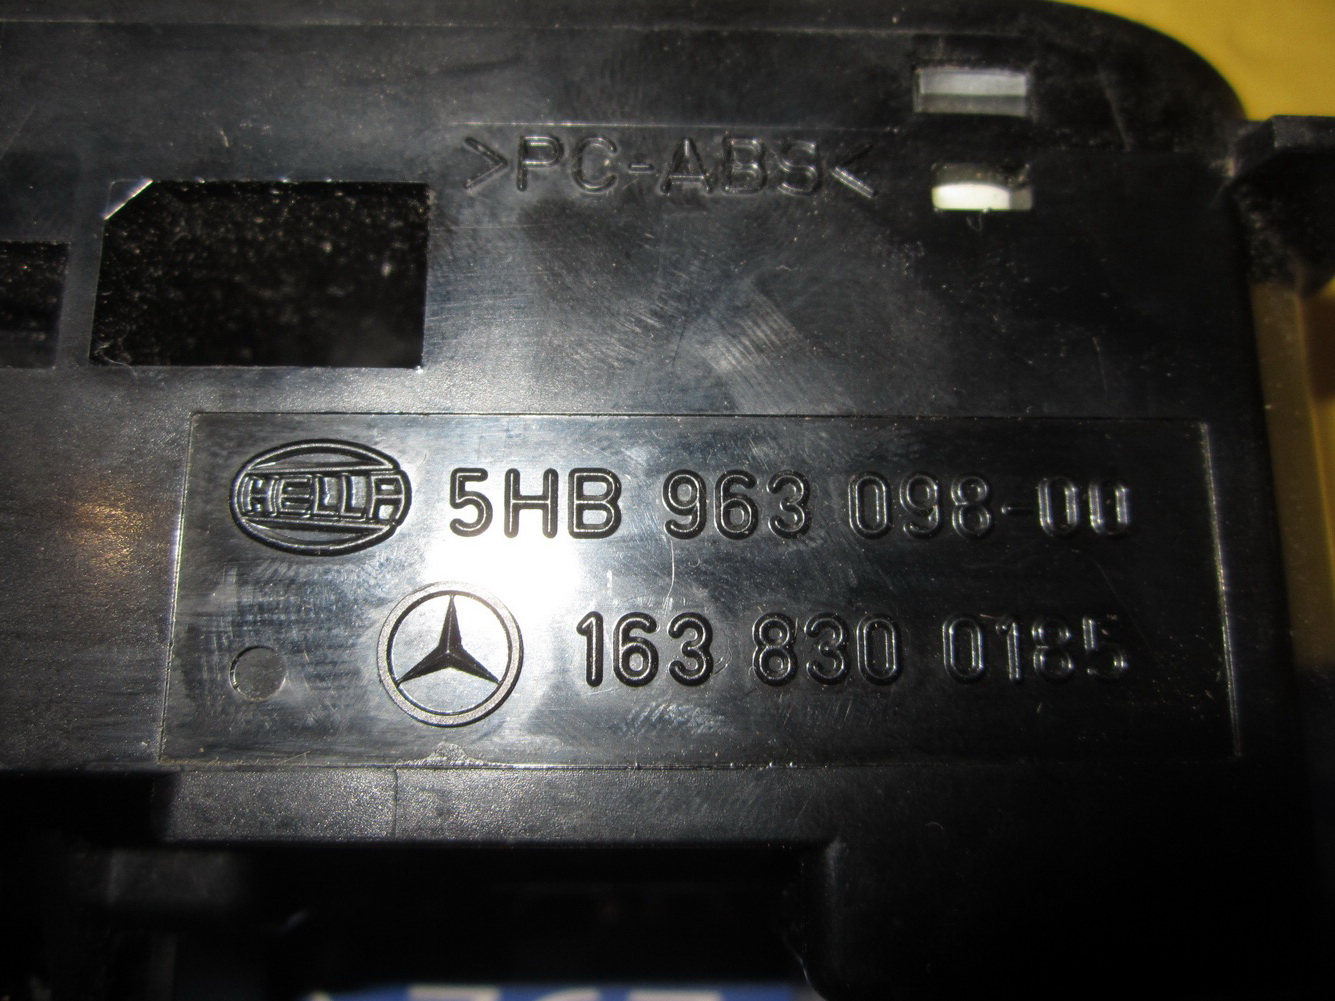 >PC-ABS<
HELLA 5HB 963 098-00
163 830 0185